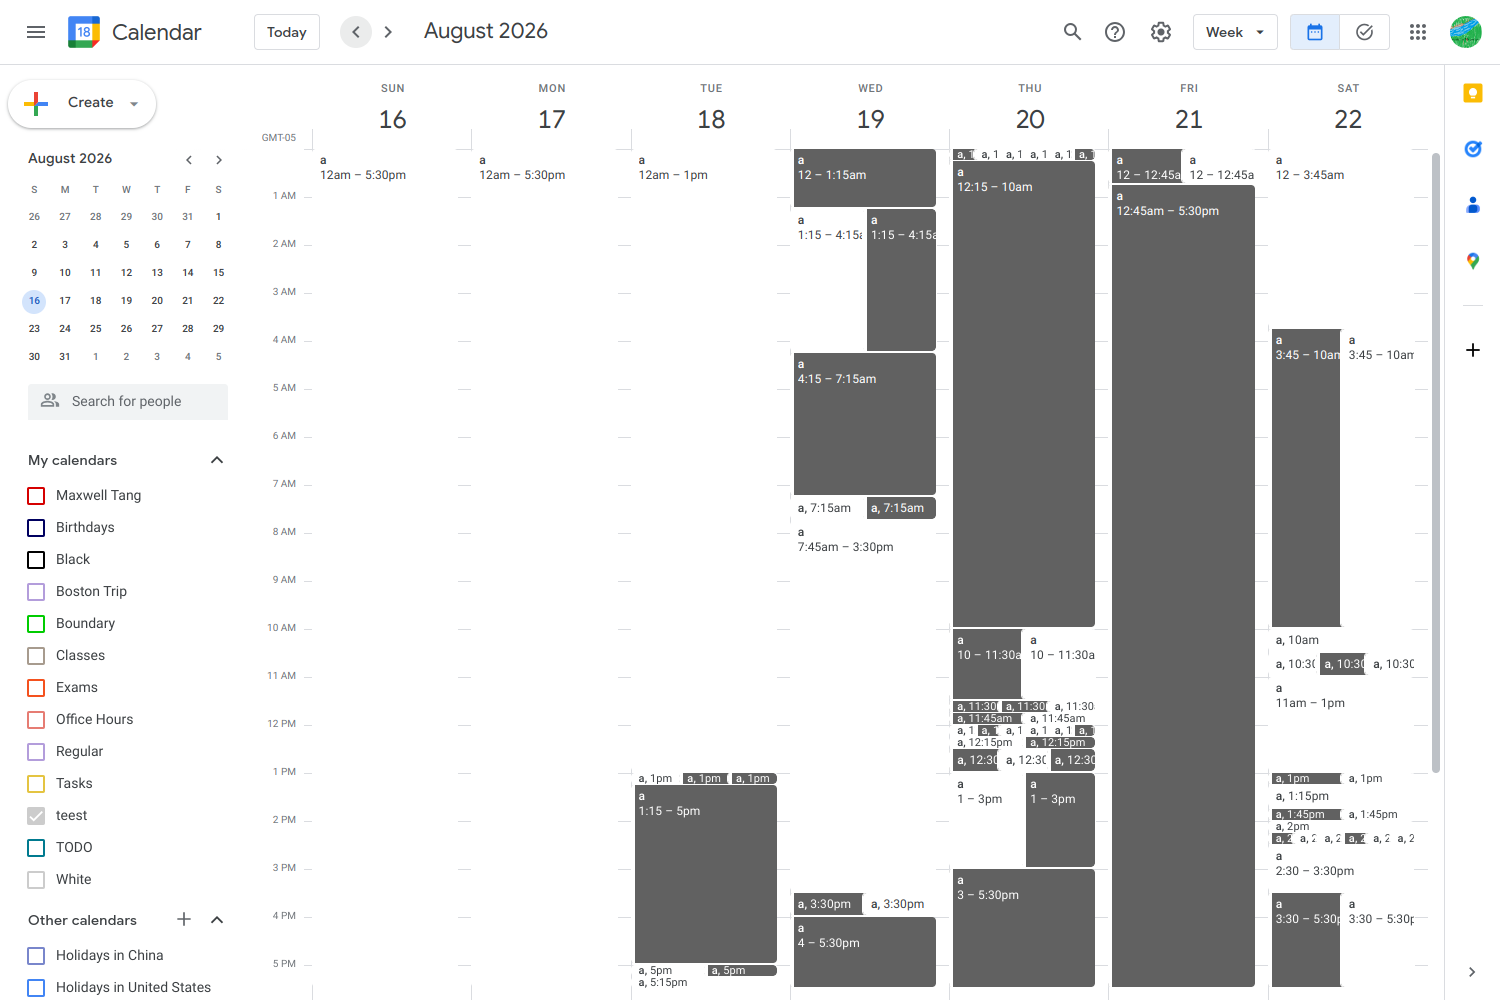 18 Calendar Today August 2026 Week
Create
August 2026
S M T W T F S
26 27 28 29 30 31 1
2 3 4 5 6 7 8
9 10 11 12 13 14 15
16 17 18 19 20 21 22
23 24 25 26 27 28 29
30 31 1 2 3 4 5
Search for people
My calendars
Maxwell Tang
Birthdays
Black
Boston Trip
Boundary
Classes
Exams
Office Hours
Regular
Tasks
teest
TODO
White
Other calendars
Holidays in China
Holidays in United States
GMT-05
SUN MON TUE WED THU FRI SAT
16 17 18 19 20 21 22
1 AM
2 AM
3 AM
4 AM
5 AM
6 AM
7 AM
8 AM
9 AM
10 AM
11 AM
12 PM
1 PM
2 PM
3 PM
4 PM
5 PM
a
12am – 5:30pm
a
12am – 5:30pm
a
12am – 1pm
a, 1pm a, 1pm a, 1pm
a
1:15 – 5pm
a, 5pm a, 5pm
a, 5:15pm
a
12 – 1:15am
a a
1:15 – 4:15a 1:15 – 4:15a
a
4:15 – 7:15am
a, 7:15am a, 7:15am
a
7:45am – 3:30pm
a, 3:30pm a, 3:30pm
a
4 – 5:30pm
a, 1 a, 1 a, 1 a, 1 a, 1 a, 1
a
12:15 – 10am
a a
10 – 11:30a 10 – 11:30a
a, 11:30 a, 11:30 a, 11:30
a, 11:45am a, 11:45am
a, 1 a, 1 a, 1 a, 1 a, 1 a, 1
a, 12:15pm a, 12:15pm
a, 12:30 a, 12:30 a, 12:30
a a
1 – 3pm 1 – 3pm
a
3 – 5:30pm
a a
12 – 12:45a 12 – 12:45a
a
12:45am – 5:30pm
a
12 – 3:45am
a a
3:45 – 10am 3:45 – 10am
a, 10am
a, 10:30 a, 10:30 a, 10:30
a
11am – 1pm
a, 1pm a, 1pm
a, 1:15pm
a, 1:45pm a, 1:45pm
a, 2pm
a, 2 a, 2 a, 2 a, 2 a, 2 a, 2
a
2:30 – 3:30pm
a a
3:30 – 5:30p 3:30 – 5:30p